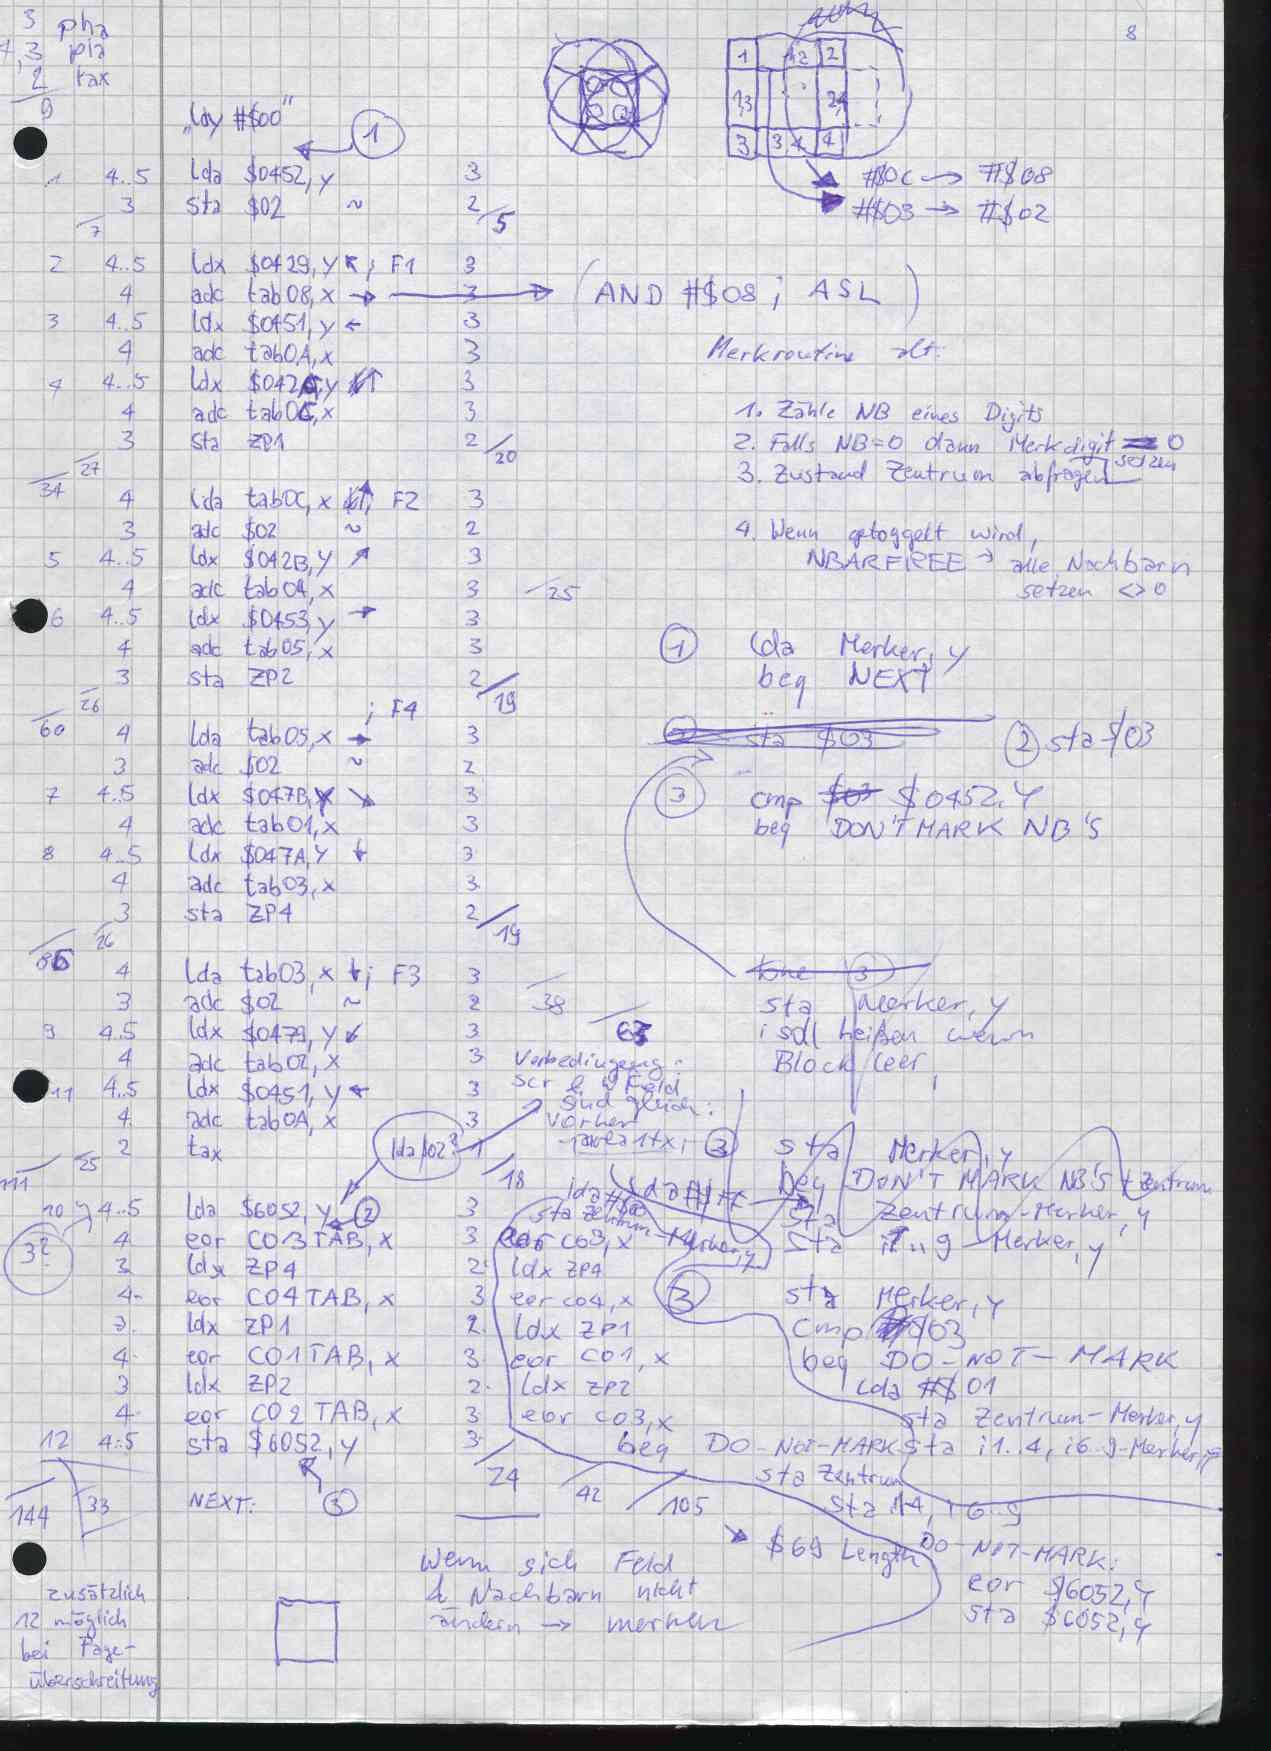 3 pha
4,3 pla
2 tax
9
8
"ldy #$00"
1
1 12 2
1,3 2,4
3 3 4 4
#$0C → #$08
#$03 → #$02
1 4..5 lda $0452,y 3
3 sta $02 ~ 2
7 5
2 4..5 ldx $0429,y ; F1 3
4 adc tab08,x → 3 (AND #$08 ; ASL)
3 4..5 ldx $0451,y ← 3
4 adc tab0A,x 3
Merkroutine alt:
4 4..5 ldx $042A,y 3
4 adc tab0C,x 3
3 sta ZP1 2/20
27
34
1. Zähle NB eines Digits
2. Falls NB=0 dann Merkdigit 0 setzen
3. Zustand Zentrum abfragen
4 lda tab0C,x ↑; F2 3
3 adc $02 ~ 2
5 4..5 ldx $042B,y ↗ 3
4 adc tab04,x 3 /25
4. Wenn getoggelt wird,
NBARFREE → alle Nachbarn
setzen <>0
6 4..5 ldx $0453,y → 3
4 adc tab05,x 3
3 sta ZP2 2/19
26
60
1 lda Merker,y
beq NEXT
; F4
4 lda tab05,x → 3
3 adc $02 ~ 2
sta $03
2 sta $03
7 4..5 ldx $047B,y ↘ 3
4 adc tab01,x 3
3 cmp $03 $0452,y
beq DON'T MARK NB'S
8 4..5 ldx $047A,y ↓ 3
4 adc tab03,x 3
3 sta ZP4 2/19
26
86
4 lda tab03,x ↓; F3 3
3 adc $02 ~ 2 38
9 4..5 ldx $0479,y ↙ 3 63
4 adc tab02,x 3
3
sta Merker,y
; soll heißen wenn
Block leer
Vorbedingung:
scr & Feld
sind gleich:
vorher
11 4..5 ldx $0451,y ← 3
4 adc tab0A,x 3
2 tax 1
lda $02?
/18
25
111
2 sta Merker,y
beq DON'T MARK NB'S + Zentrum
sta Zentrum-Merker,y
sta i1..9-Merker,y
10 4..5 lda $6052,y 2 3
3? 4 eor C03TAB,x 3 eor C03,x
3 ldx ZP4 2 ldx ZP4
4 eor C04TAB,x 3 eor C04,x
3 ldx ZP1 2 ldx ZP1
4 eor C01TAB,x 3 eor C01,x
3 ldx ZP2 2 ldx ZP2
4 eor C02TAB,x 3 eor C03,x
12 4..5 sta $6052,y 3 beq DO-NOT-MARK
3 sta Merker,y
cmp $03
beq DO-NOT-MARK
lda #$01
sta Zentrum-Merker,y
sta i1..4, i6..9-Merker,y
sta Zentrum
sta i1-4, i6..9
24 42 105
144 33
NEXT: 3
→ $69 Length
DO-NOT-MARK:
eor $6052,y
sta $6052,y
Wenn sich Feld
& Nachbarn nicht
ändern → merken
zusätzlich
12 möglich
bei Page-
überschreitung